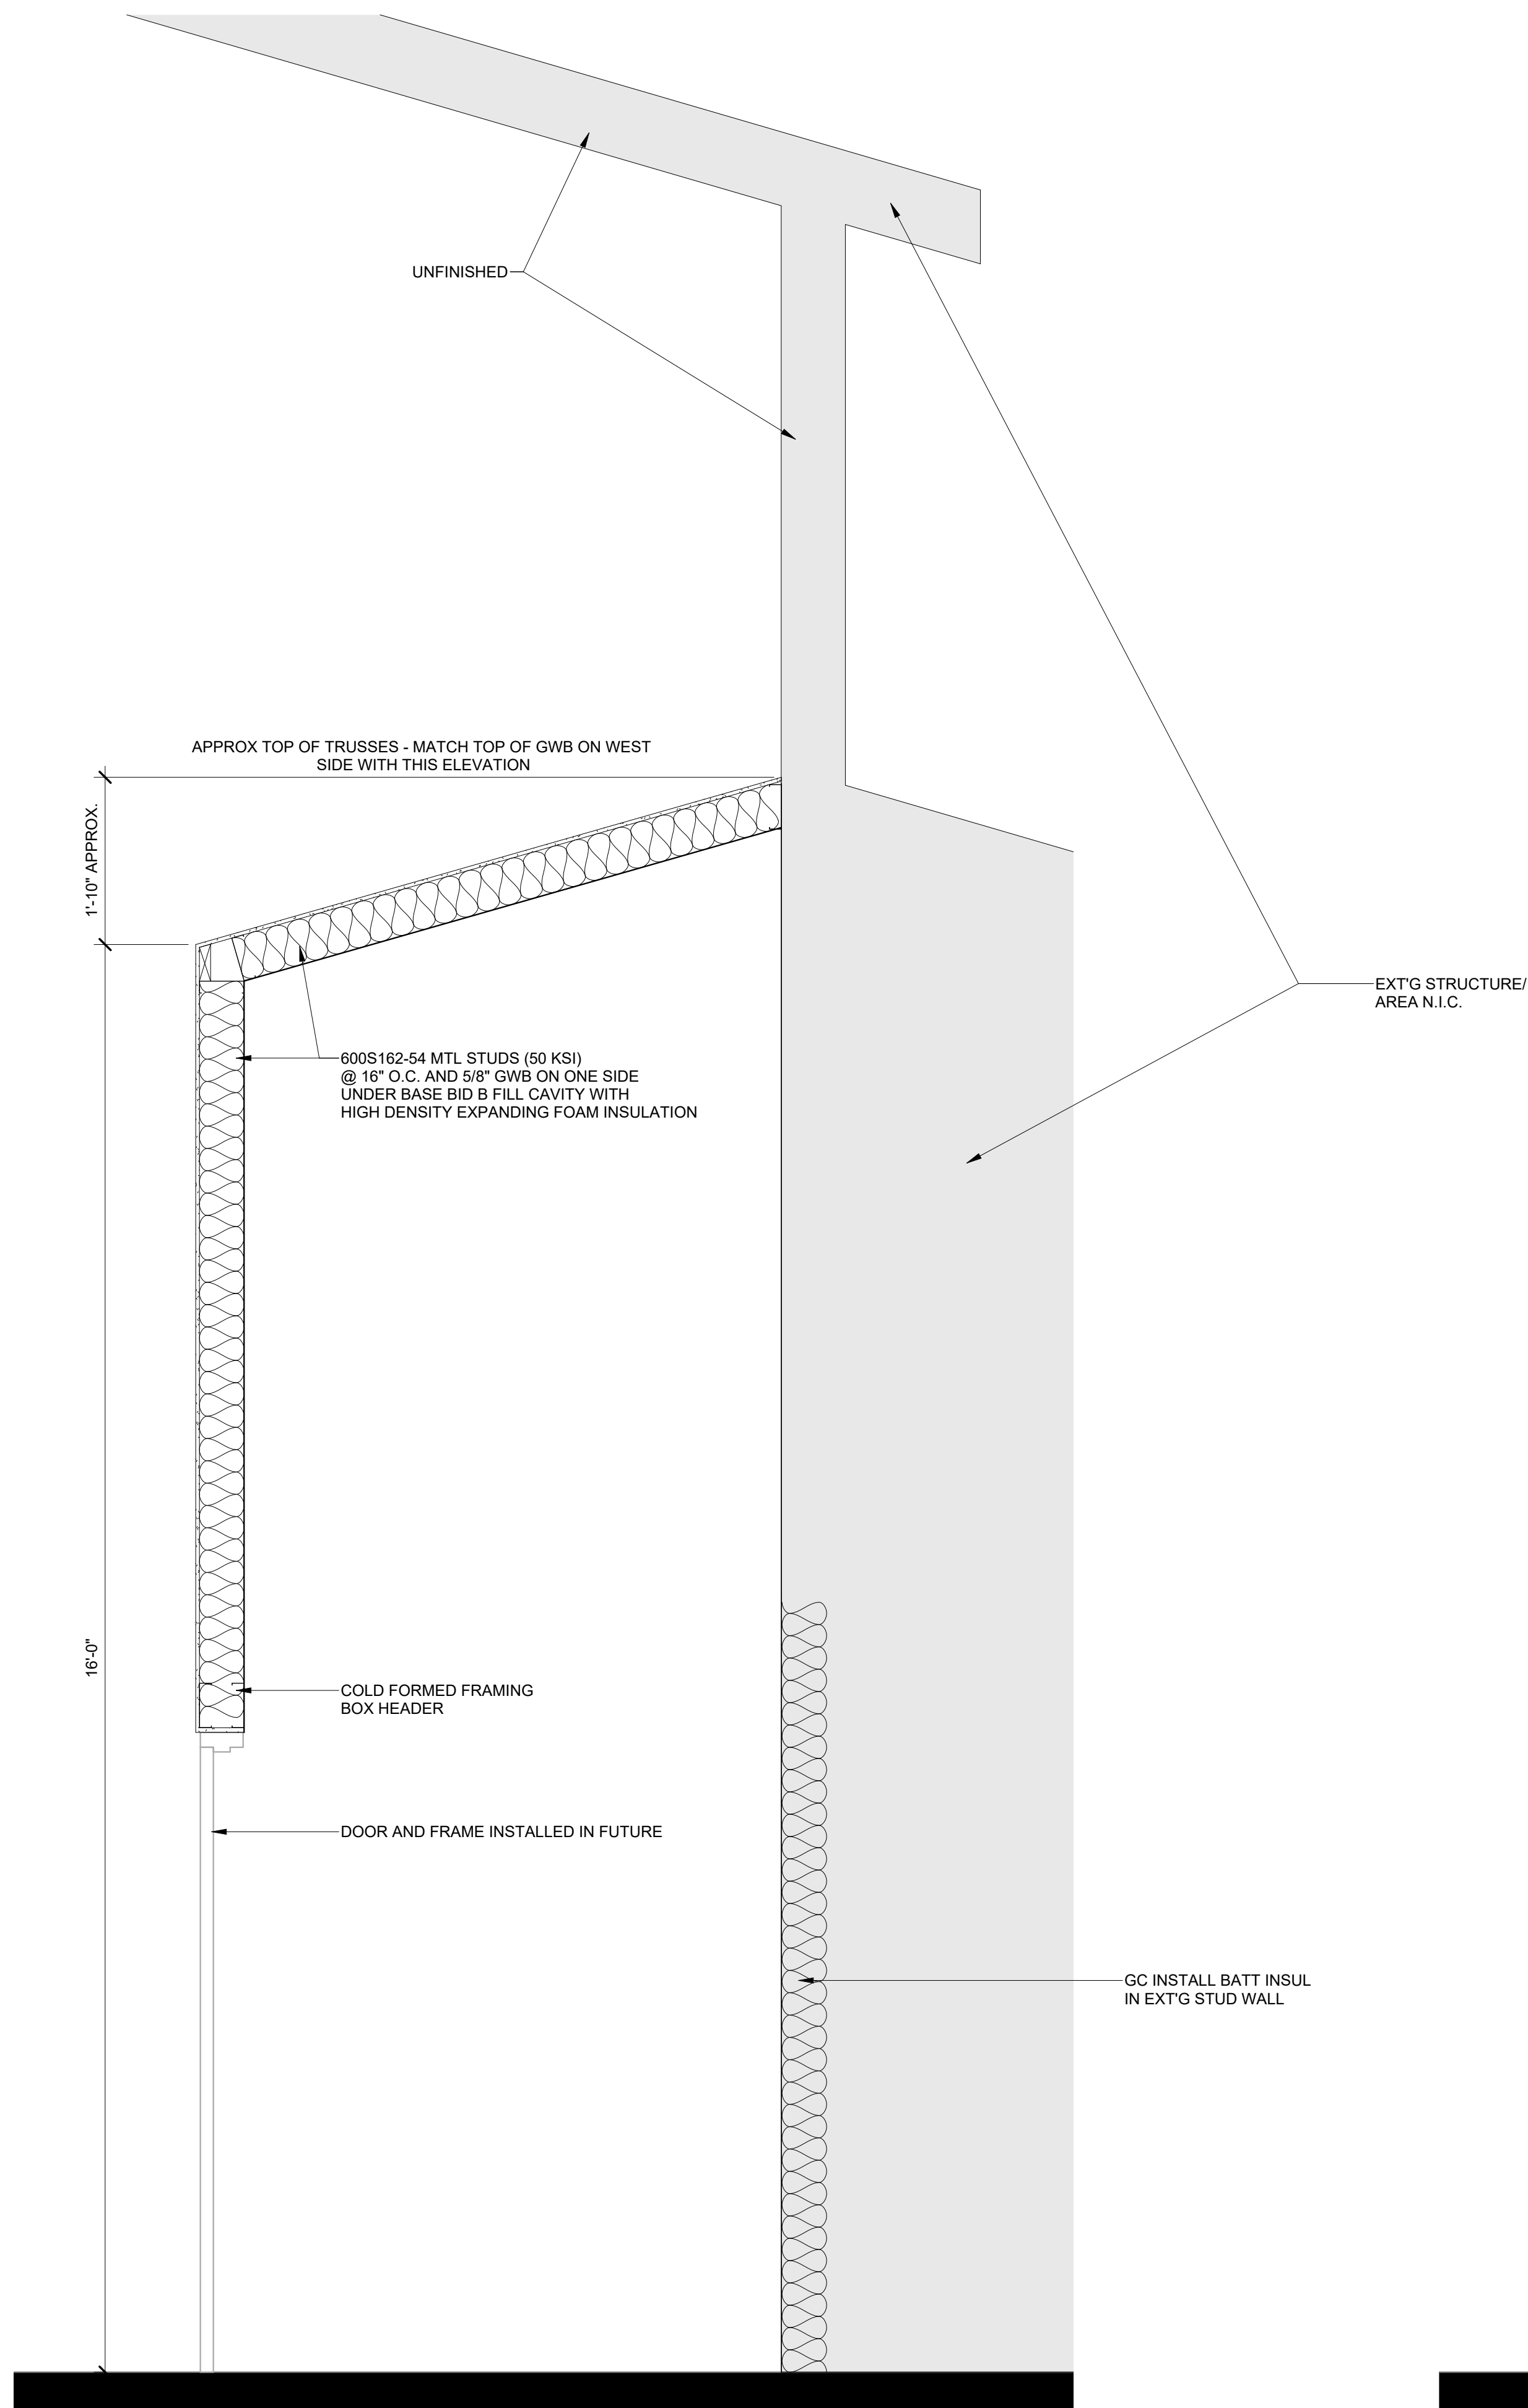 UNFINISHED
APPROX TOP OF TRUSSES - MATCH TOP OF GWB ON WEST
SIDE WITH THIS ELEVATION
1'-10" APPROX.
EXT'G STRUCTURE/
AREA N.I.C.
600S162-54 MTL STUDS (50 KSI)
@ 16" O.C. AND 5/8" GWB ON ONE SIDE
UNDER BASE BID B FILL CAVITY WITH
HIGH DENSITY EXPANDING FOAM INSULATION
16'-0"
COLD FORMED FRAMING
BOX HEADER
DOOR AND FRAME INSTALLED IN FUTURE
GC INSTALL BATT INSUL
IN EXT'G STUD WALL